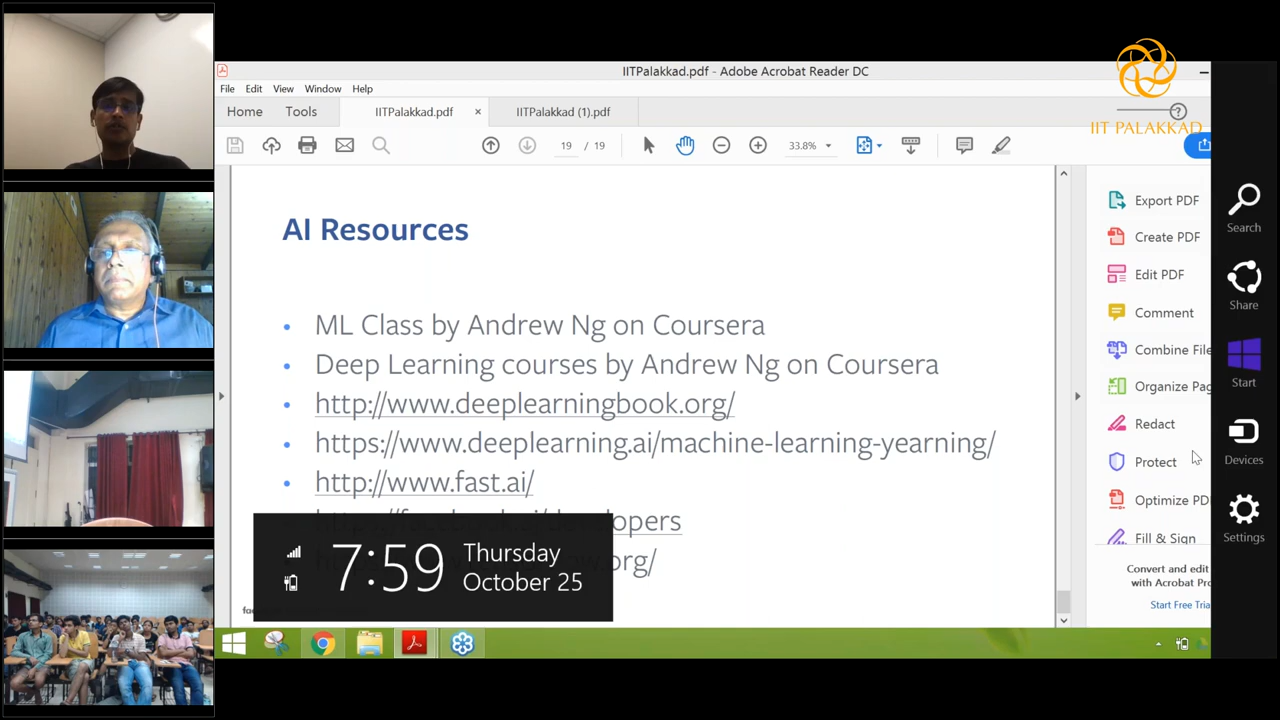 IITPalakkad.pdf - Adobe Acrobat Reader DC
IIT PALAKKAD
File Edit View Window Help
Home Tools IITPalakkad.pdf × IITPalakkad (1).pdf
19 / 19 33.8%
AI Resources
• ML Class by Andrew Ng on Coursera
• Deep Learning courses by Andrew Ng on Coursera
• http://www.deeplearningbook.org/
• https://www.deeplearning.ai/machine-learning-yearning/
• http://www.fast.ai/
7:59 Thursday
October 25
Export PDF
Create PDF
Edit PDF
Comment
Combine File
Organize Pag
Redact
Protect
Optimize PD
Fill & Sign
Convert and edit
with Acrobat Pro
Start Free Tria
Search
Share
Start
Devices
Settings